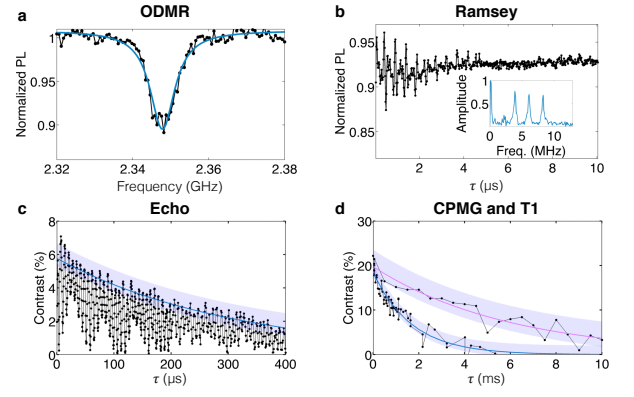 a
ODMR
1
0.95
0.9
Normalized PL
2.32
2.34
2.36
2.38
Frequency (GHz)
b
Ramsey
0.95
0.9
0.85
Normalized PL
2
4
6
8
10
τ (μs)
Amplitude
1
0.5
0
5
10
Freq. (MHz)
c
Echo
8
6
4
2
0
Contrast (%)
0
100
200
300
400
τ (μs)
d
CPMG and T1
30
20
10
0
Contrast (%)
0
2
4
6
8
10
τ (ms)